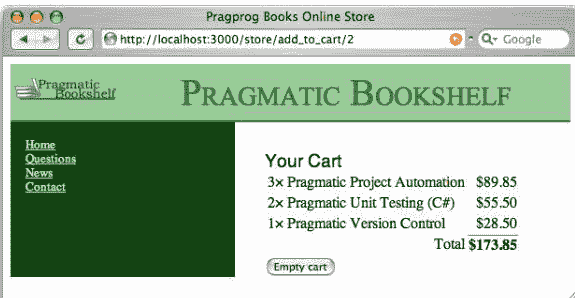 Pragprog Books Online Store
http://localhost:3000/store/add_to_cart/2
Google
Pragmatic
Bookshelf
PRAGMATIC BOOKSHELF
Home
Questions
News
Contact
Your Cart
3× Pragmatic Project Automation $89.85
2× Pragmatic Unit Testing (C#) $55.50
1× Pragmatic Version Control $28.50
Total $173.85
Empty cart